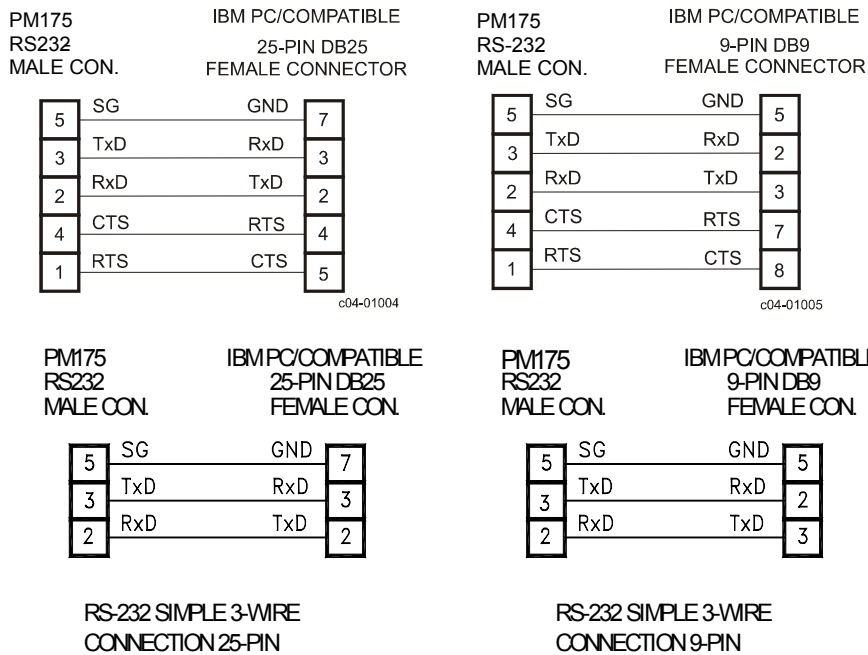 PM175
RS232
MALE CON.
IBM PC/COMPATIBLE
25-PIN DB25
FEMALE CONNECTOR
5 SG GND 7
3 TxD RxD 3
2 RxD TxD 2
4 CTS RTS 4
1 RTS CTS 5
c04-01004
PM175
RS-232
MALE CON.
IBM PC/COMPATIBLE
9-PIN DB9
FEMALE CONNECTOR
5 SG GND 5
3 TxD RxD 2
2 RxD TxD 3
4 CTS RTS 7
1 RTS CTS 8
c04-01005
PM175
RS232
MALE CON.
IBM PC/COMPATIBLE
25-PIN DB25
FEMALE CON.
5 SG GND 7
3 TxD RxD 3
2 RxD TxD 2
RS-232 SIMPLE 3-WIRE
CONNECTION 25-PIN
PM175
RS232
MALE CON.
IBM PC/COMPATIBL
9-PIN DB9
FEMALE CON.
5 SG GND 5
3 TxD RxD 2
2 RxD TxD 3
RS-232 SIMPLE 3-WIRE
CONNECTION 9-PIN